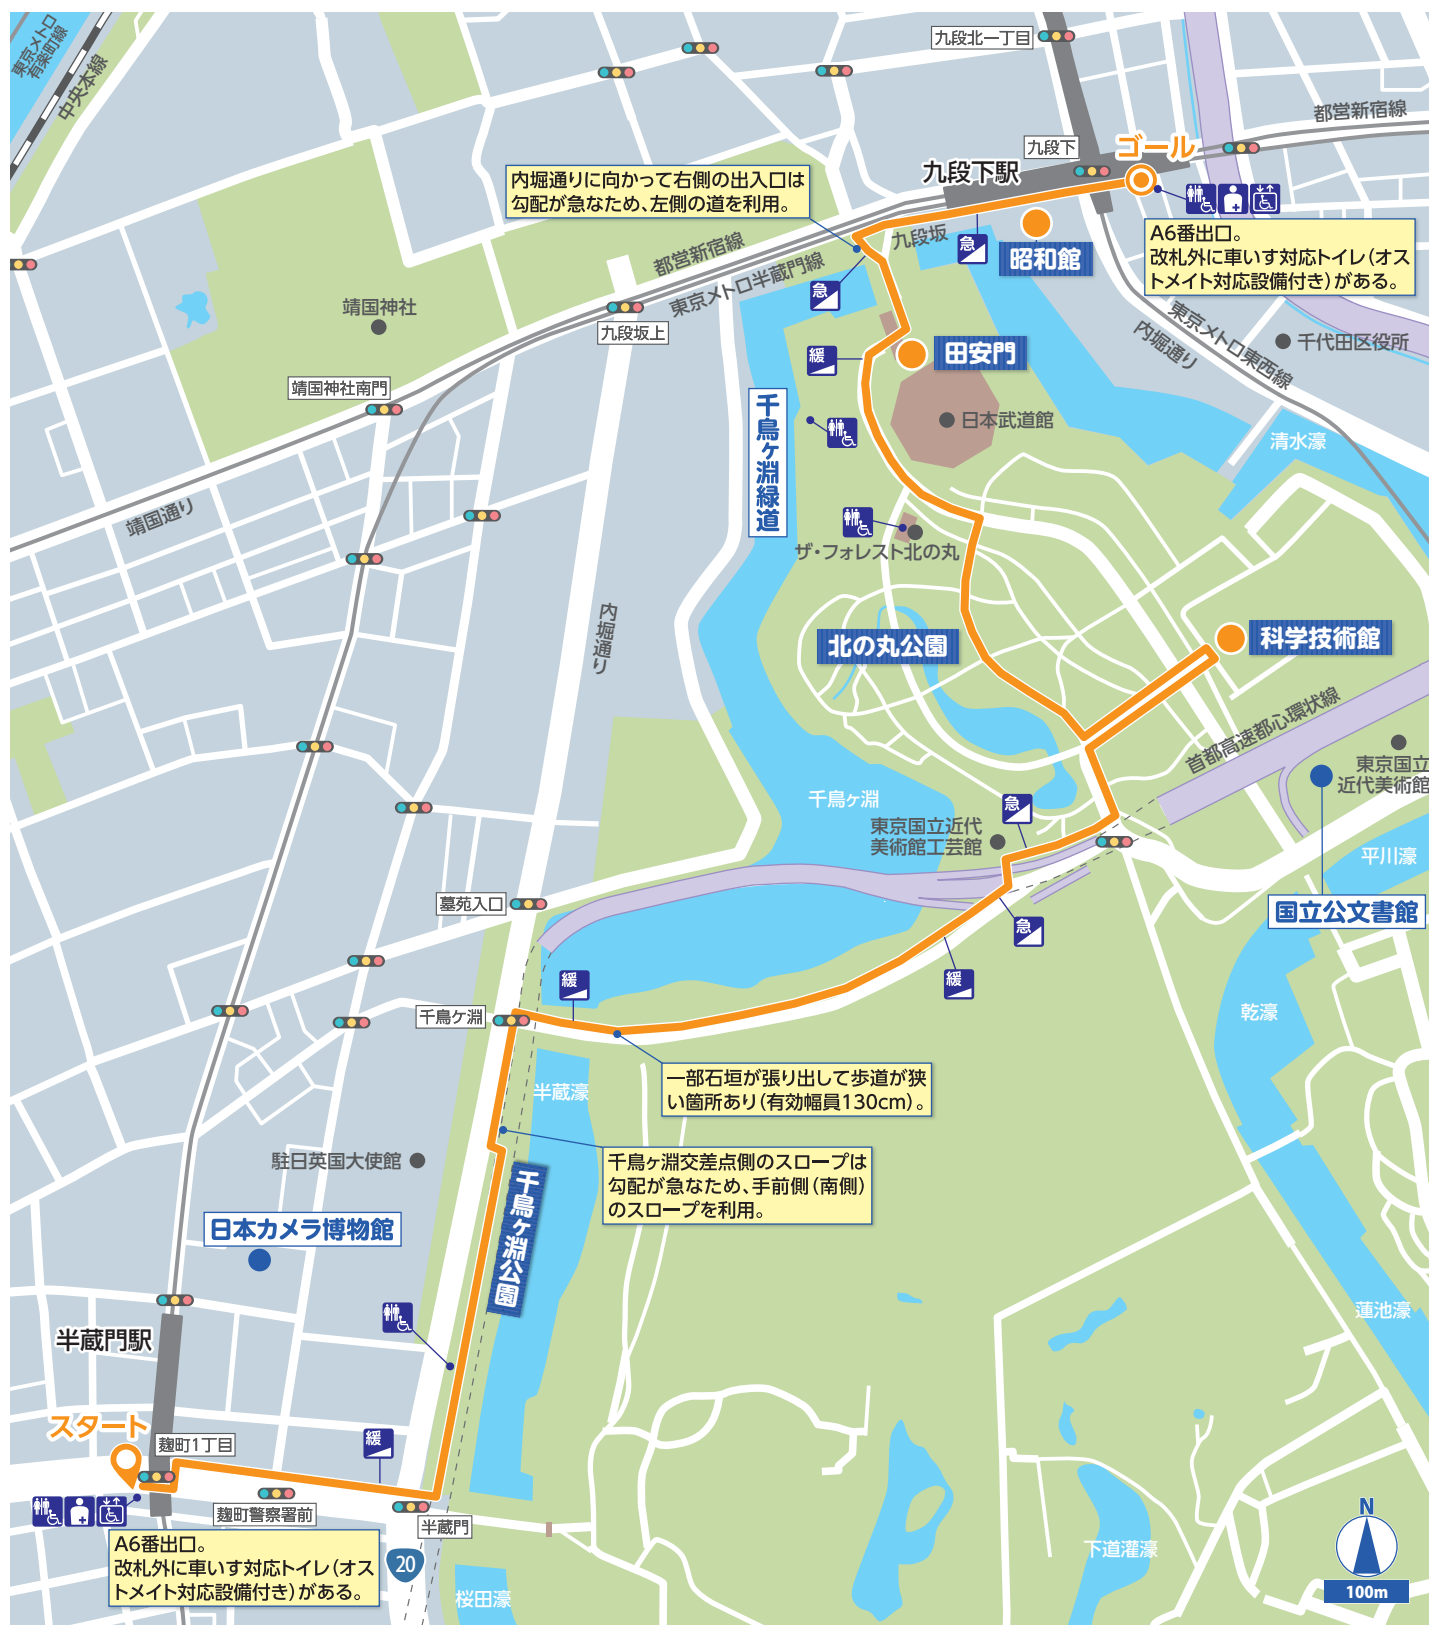 東京メトロ
有楽町線
中央本線
九段北一丁目
都営新宿線
九段下
ゴール
九段下駅
内堀通りに向かって右側の出入口は
勾配が急なため、左側の道を利用。
九段坂
急
昭和館
A6番出口。
改札外に車いす対応トイレ（オス
トメイト対応設備付き）がある。
都営新宿線
東京メトロ半蔵門線
急
靖国神社
九段坂上
東京メトロ東西線
内堀通り
千代田区役所
緩
田安門
靖国神社南門
千鳥ヶ淵緑道
日本武道館
清水濠
靖国通り
ザ・フォレスト北の丸
内堀通り
北の丸公園
科学技術館
首都高速都心環状線
東京国立
近代美術館
千鳥ヶ淵
急
東京国立近代
美術館工芸館
平川濠
墓苑入口
国立公文書館
急
緩
緩
千鳥ケ淵
乾濠
半蔵濠
一部石垣が張り出して歩道が狭
い箇所あり（有効幅員130cm）。
駐日英国大使館
千鳥ヶ淵交差点側のスロープは
勾配が急なため、手前側（南側）
のスロープを利用。
千鳥ヶ淵公園
日本カメラ博物館
蓮池濠
半蔵門駅
スタート
麹町1丁目
緩
麹町警察署前
半蔵門
A6番出口。
改札外に車いす対応トイレ（オス
トメイト対応設備付き）がある。
20
桜田濠
下道灌濠
N
100m